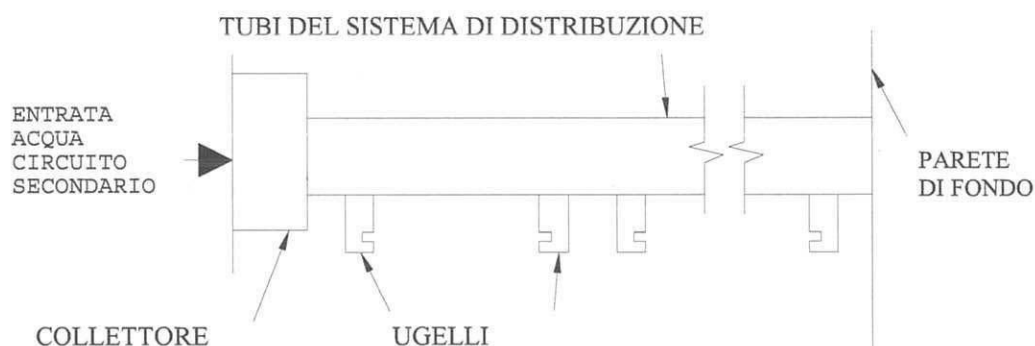 TUBI DEL SISTEMA DI DISTRIBUZIONE
ENTRATA
ACQUA
CIRCUITO
SECONDARIO
PARETE
DI FONDO
COLLETTORE
UGELLI